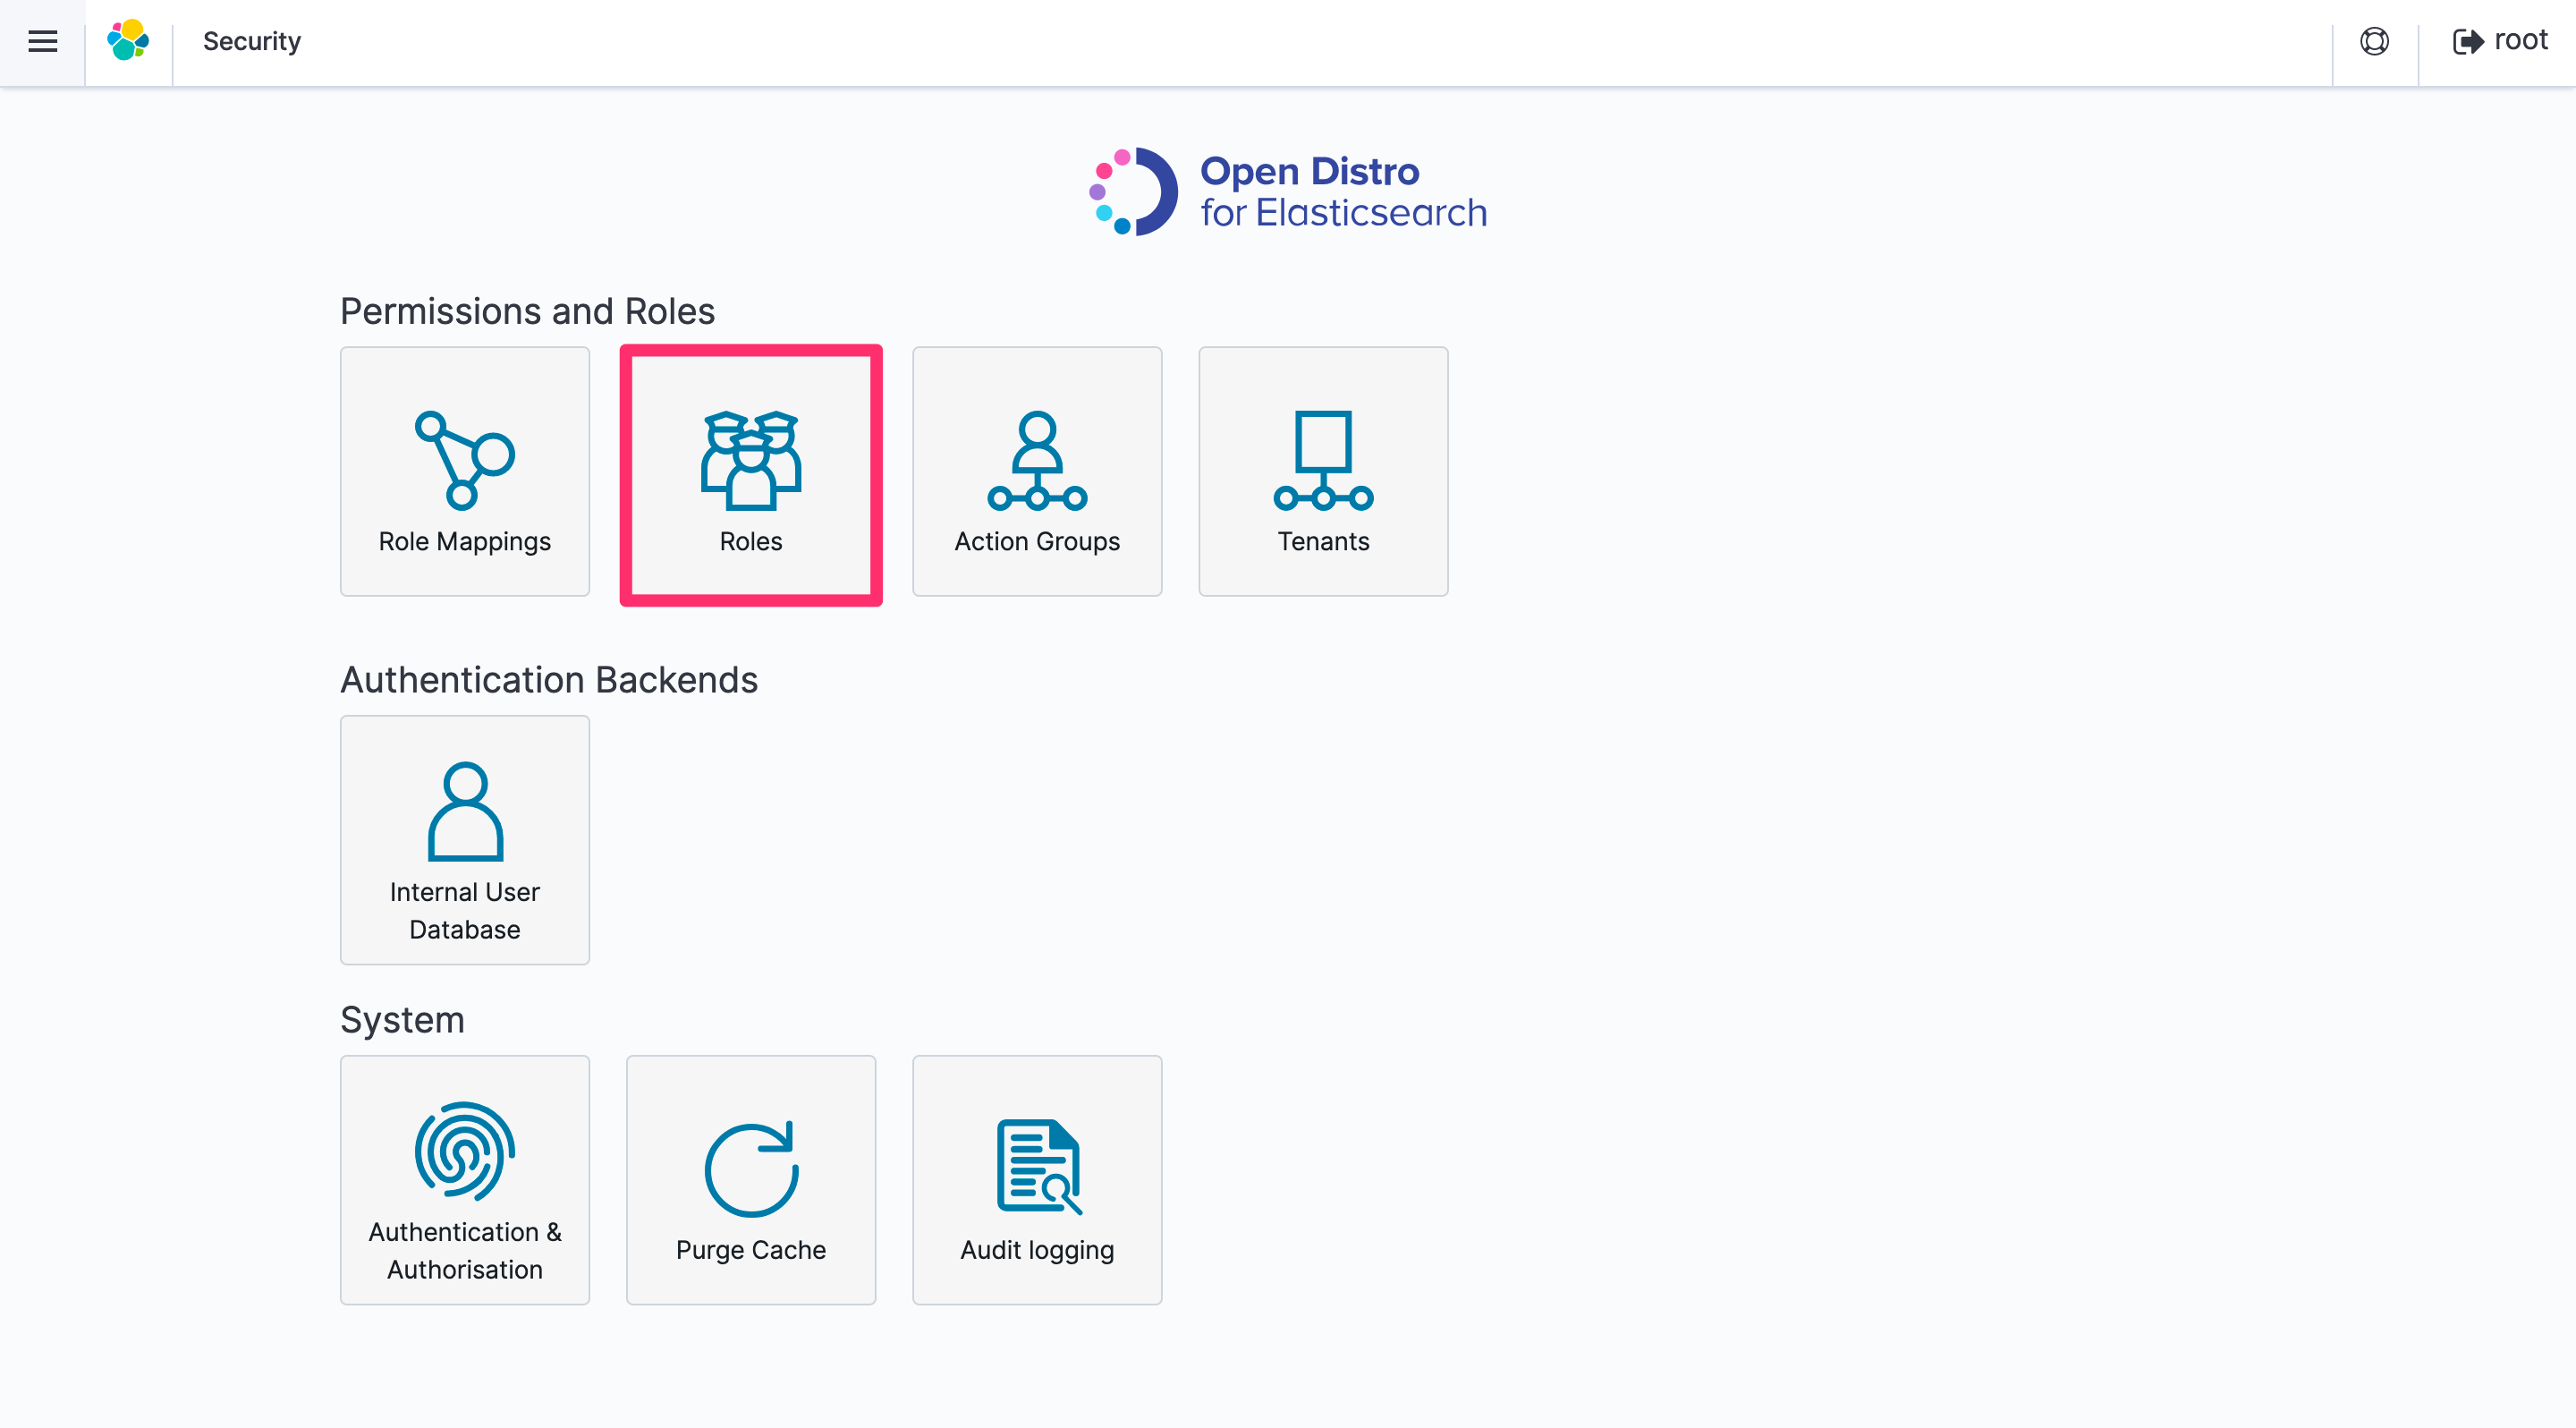 Security
root
Open Distro
for Elasticsearch
Permissions and Roles
Role Mappings
Roles
Action Groups
Tenants
Authentication Backends
Internal User
Database
System
Authentication &
Authorisation
Purge Cache
Audit logging